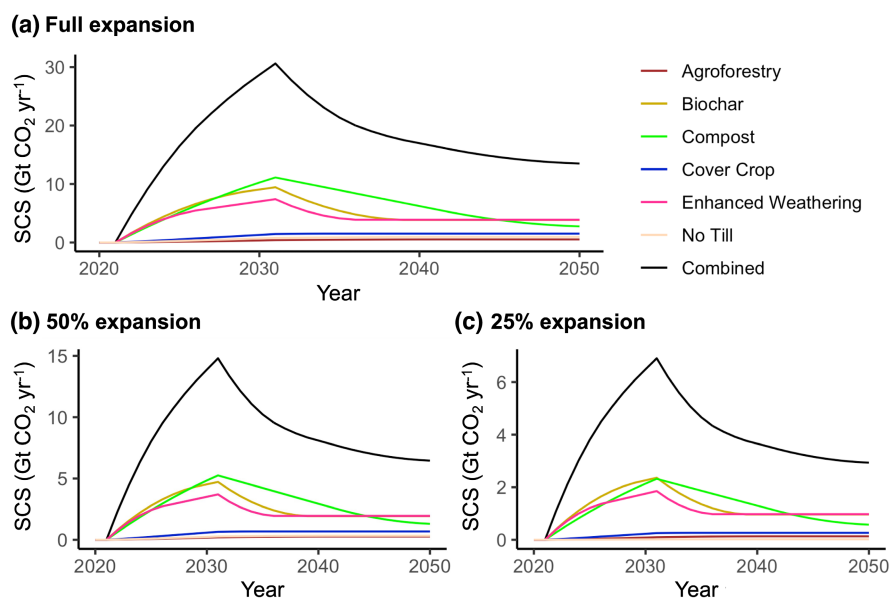 (a) Full expansion
SCS (Gt CO₂ yr⁻¹)
30
20
10
0
2020 2030 2040 2050
Year
Agroforestry
Biochar
Compost
Cover Crop
Enhanced Weathering
No Till
Combined
(b) 50% expansion
SCS (Gt CO₂ yr⁻¹)
15
10
5
0
2020 2030 2040 2050
Year
(c) 25% expansion
SCS (Gt CO₂ yr⁻¹)
6
4
2
0
2020 2030 2040 2050
Year